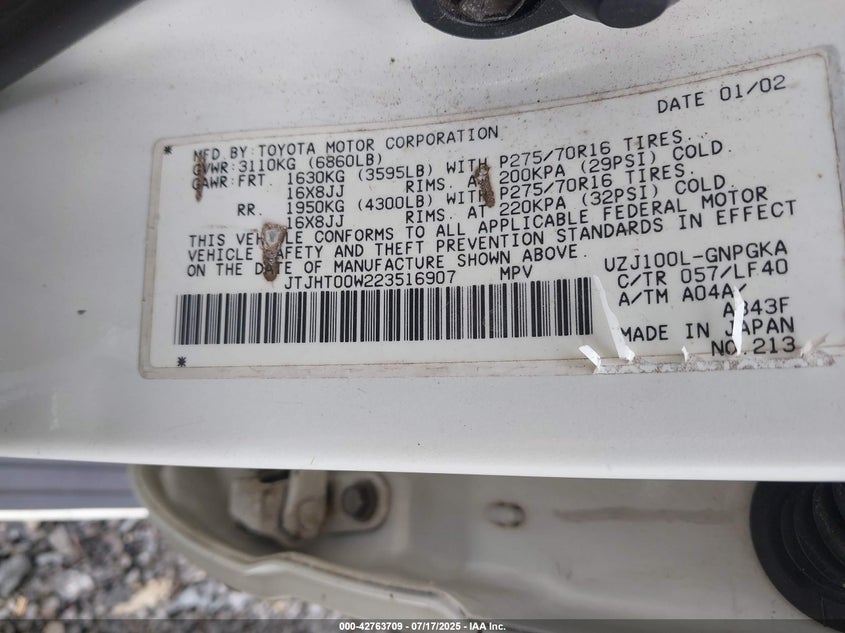 DATE 01/02
* MFD BY: TOYOTA MOTOR CORPORATION
GVWR: 3110KG (6860LB)
GAWR: FRT 1630KG (3595LB) WITH P275/70R16 TIRES.
16X8JJ RIMS. AT 200KPA (29PSI) COLD.
RR. 1950KG (4300LB) WITH P275/70R16 TIRES.
16X8JJ RIMS. AT 220KPA (32PSI) COLD.
THIS VEHICLE CONFORMS TO ALL APPLICABLE FEDERAL MOTOR
VEHICLE SAFETY AND THEFT PREVENTION STANDARDS IN EFFECT
ON THE DATE OF MANUFACTURE SHOWN ABOVE.
JTJHT00W223516907 MPV
UZJ100L-GNPGKA
C/TR 057/LF40
A/TM A04A/
A343F
MADE IN JAPAN
NO.213
*
000-42763709 - 07/17/2025 - IAA Inc.